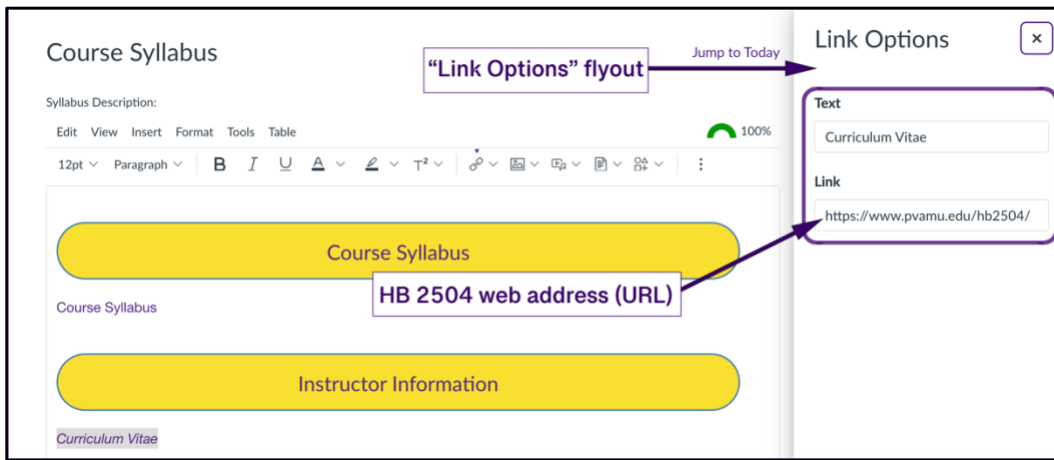 Course Syllabus
Jump to Today
"Link Options" flyout
Syllabus Description:
Edit View Insert Format Tools Table
100%
12pt Paragraph B I U A T²
Course Syllabus
Course Syllabus
HB 2504 web address (URL)
Instructor Information
Curriculum Vitae
Link Options
Text
Curriculum Vitae
Link
https://www.pvamu.edu/hb2504/